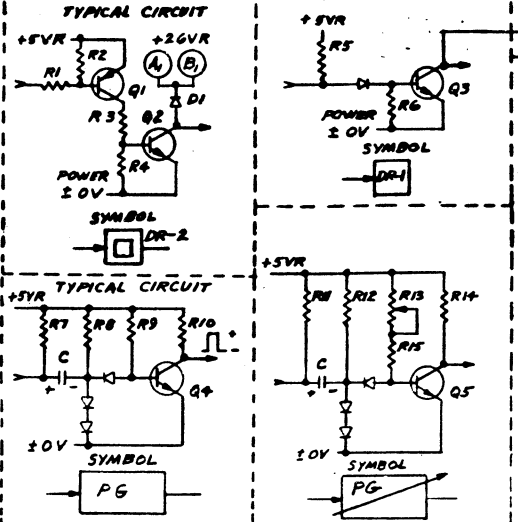 TYPICAL CIRCUIT
+5VR
+26VR
R2
A1
B1
R1
Q1
D1
R3
Q2
R4
POWER
± 0V
SYMBOL
DR-2
+5VR
R5
Q3
R6
POWER
± 0V
SYMBOL
DR-1
TYPICAL CIRCUIT
+5VR
R7
R8
R9
R10
+
-
C
+
-
Q4
± 0V
SYMBOL
PG
+5VR
R11
R12
R13
R14
R15
C
+
-
Q5
± 0V
SYMBOL
PG